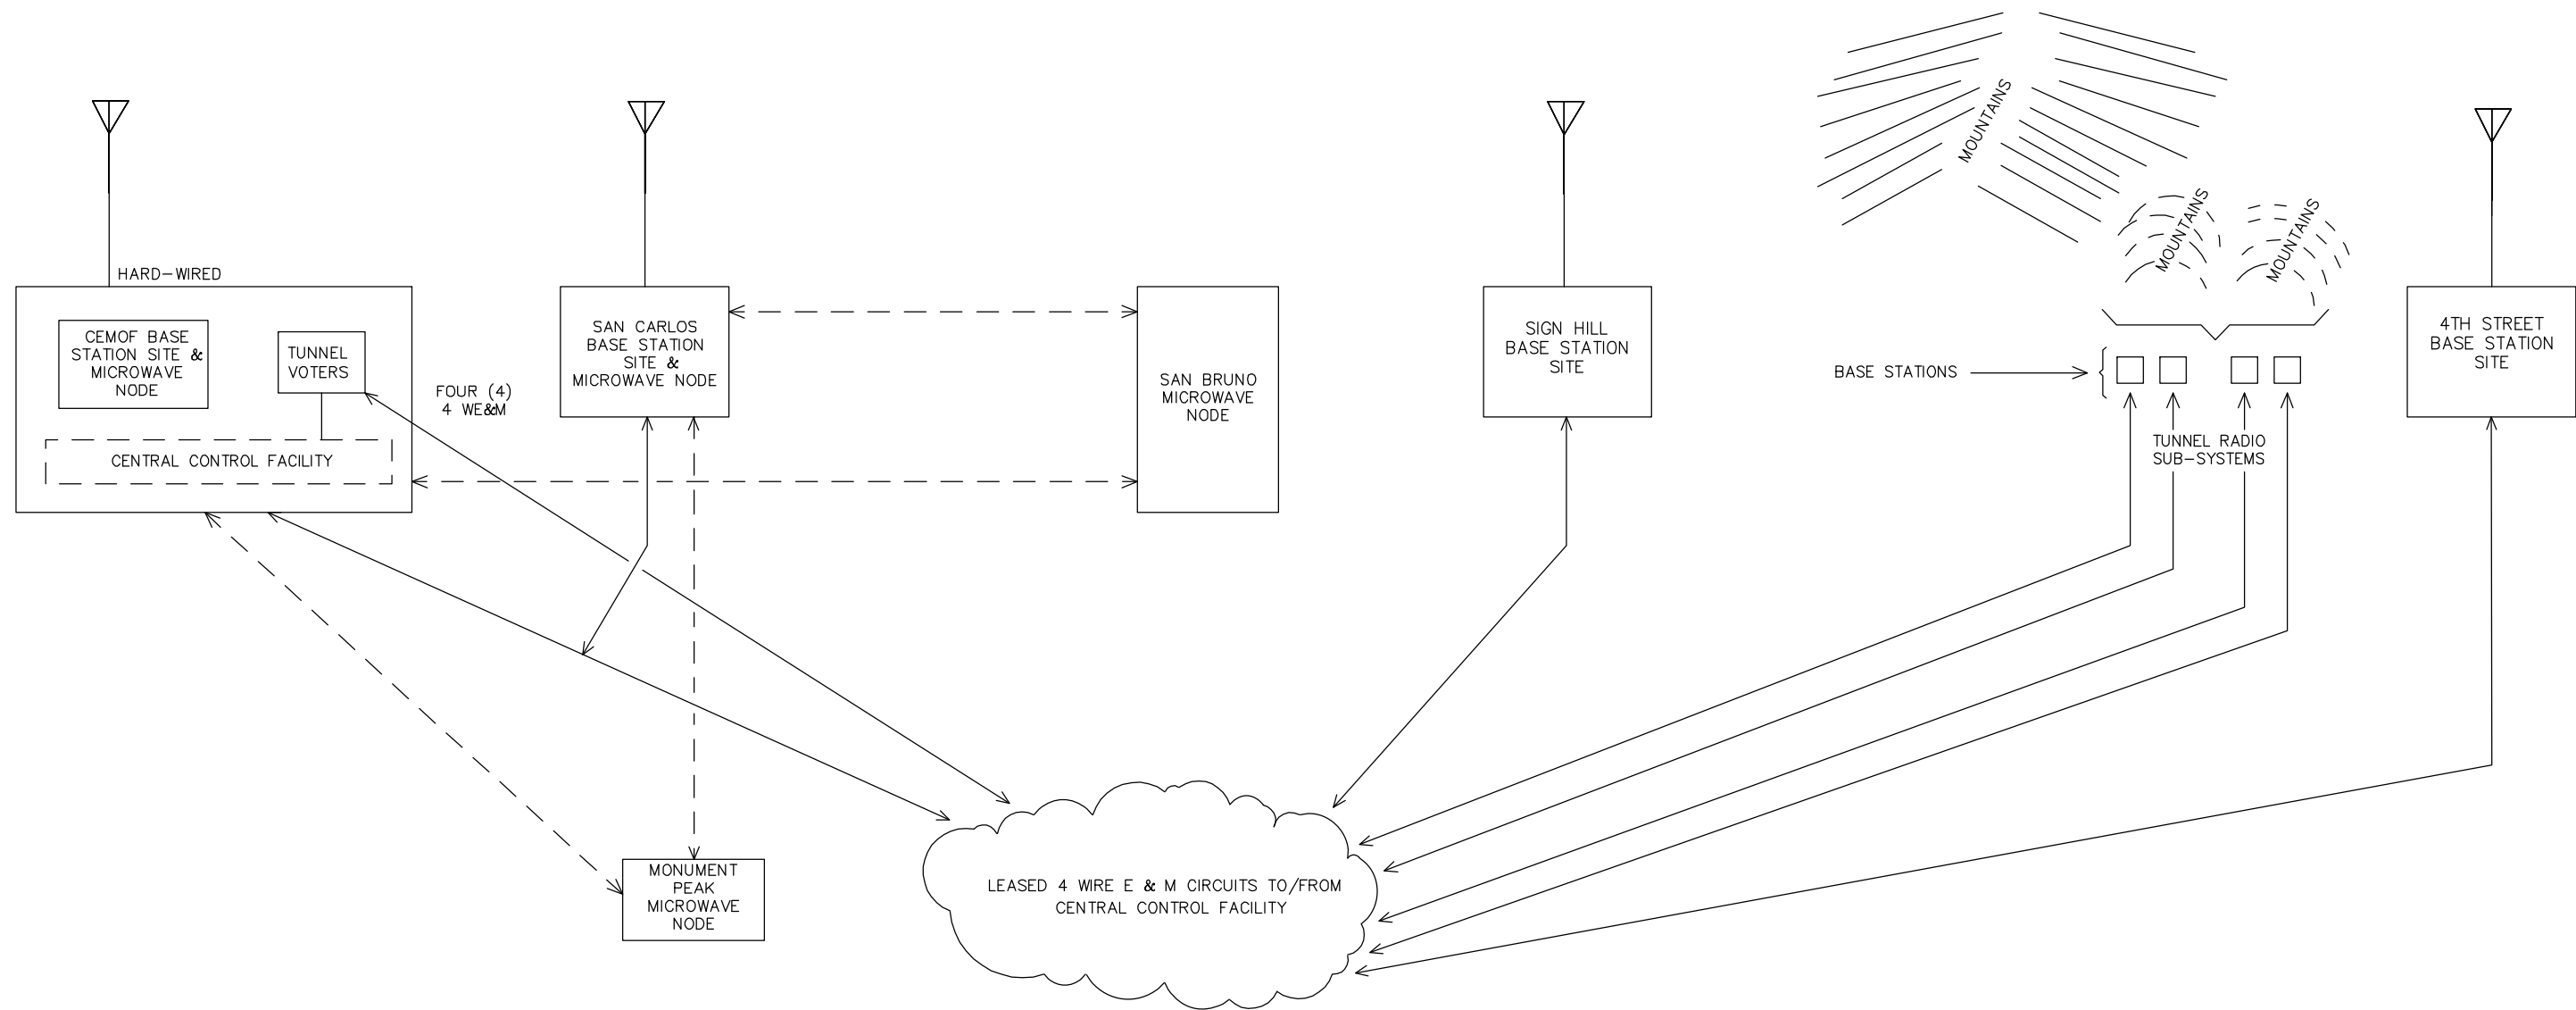 MOUNTAINS
MOUNTAINS
MOUNTAINS
HARD-WIRED
CEMOF BASE
STATION SITE &
MICROWAVE
NODE
TUNNEL
VOTERS
CENTRAL CONTROL FACILITY
FOUR (4)
4 WE&M
SAN CARLOS
BASE STATION
SITE &
MICROWAVE NODE
SAN BRUNO
MICROWAVE
NODE
SIGN HILL
BASE STATION
SITE
BASE STATIONS
TUNNEL RADIO
SUB-SYSTEMS
4TH STREET
BASE STATION
SITE
MONUMENT
PEAK
MICROWAVE
NODE
LEASED 4 WIRE E & M CIRCUITS TO/FROM
CENTRAL CONTROL FACILITY